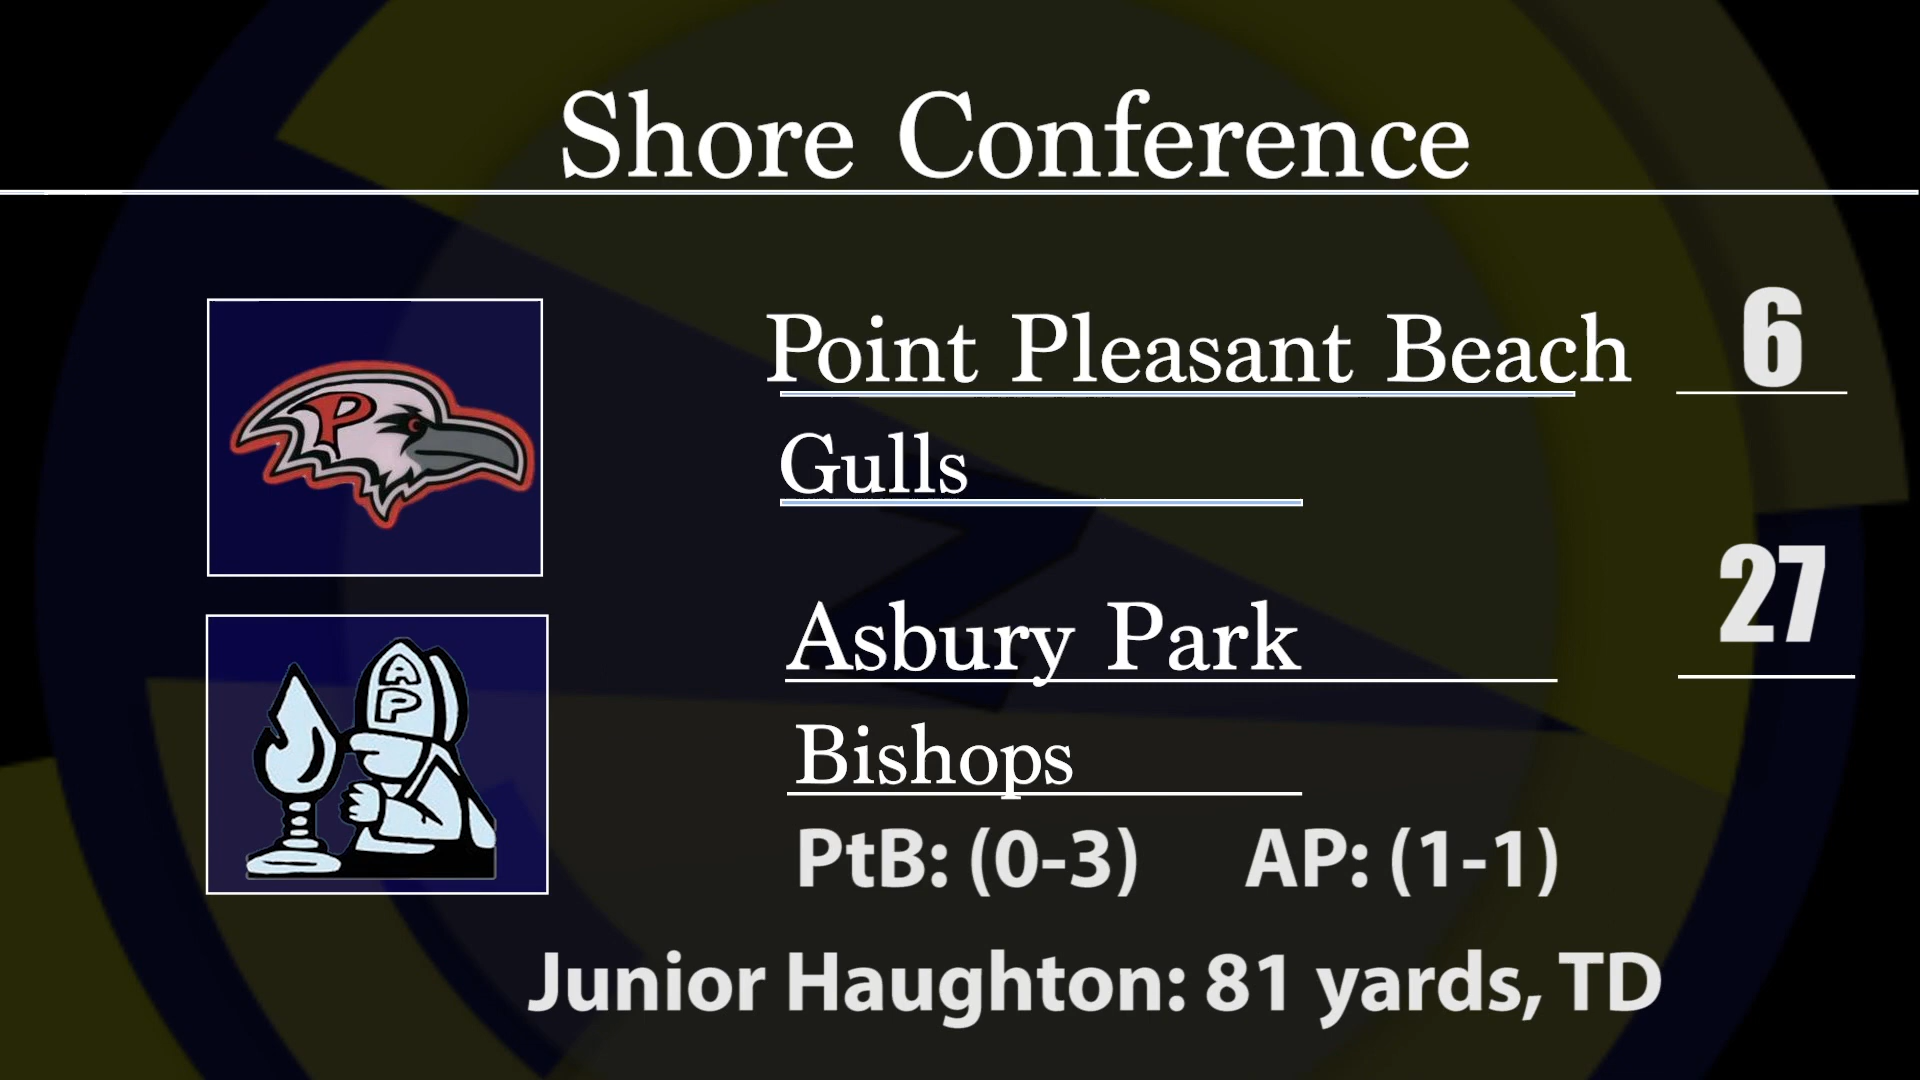 Shore Conference
P
Point Pleasant Beach 6
Gulls
AP
Asbury Park 27
Bishops
PtB: (0-3) AP: (1-1)
Junior Haughton: 81 yards, TD